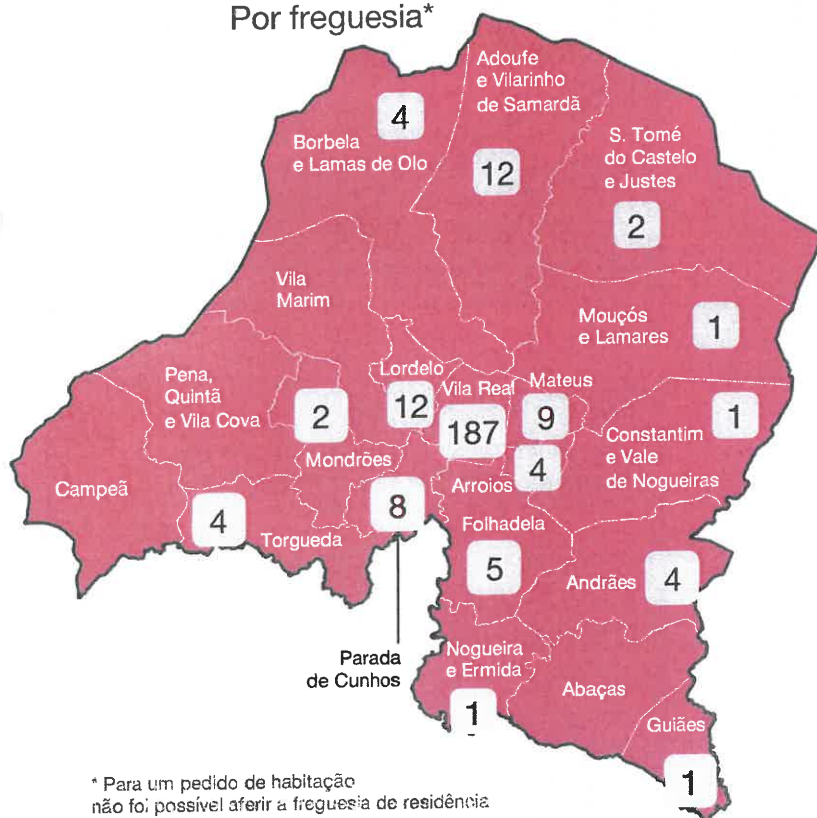 Por freguesia*
Adoufe
e Vilarinho
de Samardã
12
4
Borbela
e Lamas de Olo
S. Tomé
do Castelo
e Justes
2
Vila
Marim
Mouçós
e Lamares
1
Pena,
Quintã
e Vila Cova
2
Lordelo
12
Vila Real
187
Mateus
9
1
Constantim
e Vale
de Nogueiras
Mondrões
4
Arroios
Campeã
4
Torgueda
8
Folhadela
5
Andrães
4
Parada
de Cunhos
Nogueira
e Ermida
1
Abaças
Guiães
1
* Para um pedido de habitação
não foi possível aferir a freguesia de residência